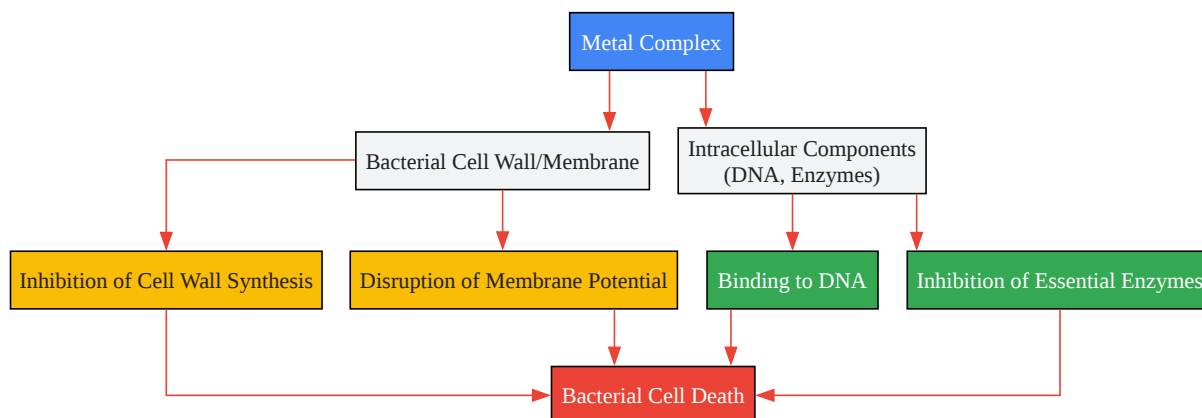 Metal Complex
Bacterial Cell Wall/Membrane
Intracellular Components
(DNA, Enzymes)
Inhibition of Cell Wall Synthesis
Disruption of Membrane Potential
Binding to DNA
Inhibition of Essential Enzymes
Bacterial Cell Death